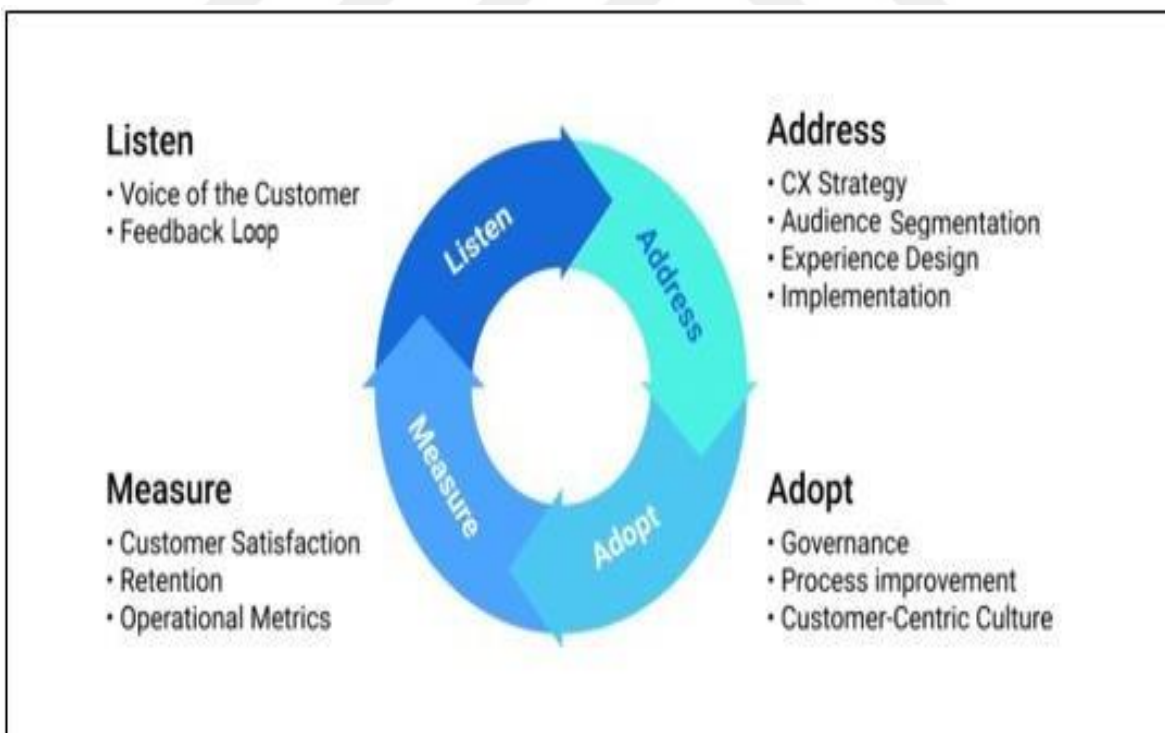 Listen
• Voice of the Customer
• Feedback Loop
Address
• CX Strategy
• Audience Segmentation
• Experience Design
• Implementation
Listen
Address
Measure
Adopt
Measure
• Customer Satisfaction
• Retention
• Operational Metrics
Adopt
• Governance
• Process improvement
• Customer-Centric Culture